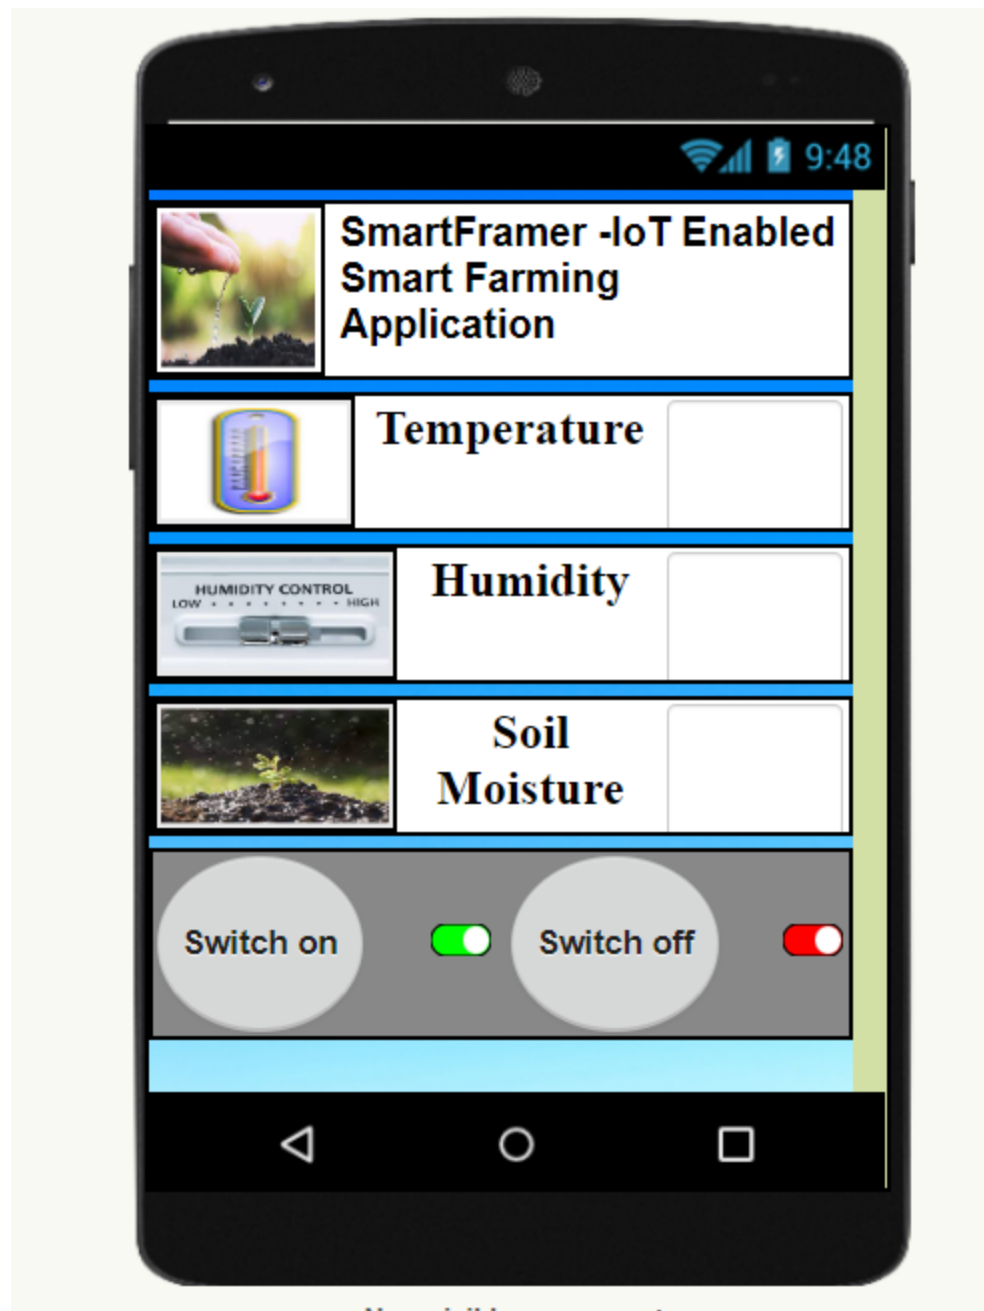 9:48
SmartFramer -IoT Enabled
Smart Farming
Application
Temperature
HUMIDITY CONTROL
LOW HIGH
Humidity
Soil
Moisture
Switch on
Switch off